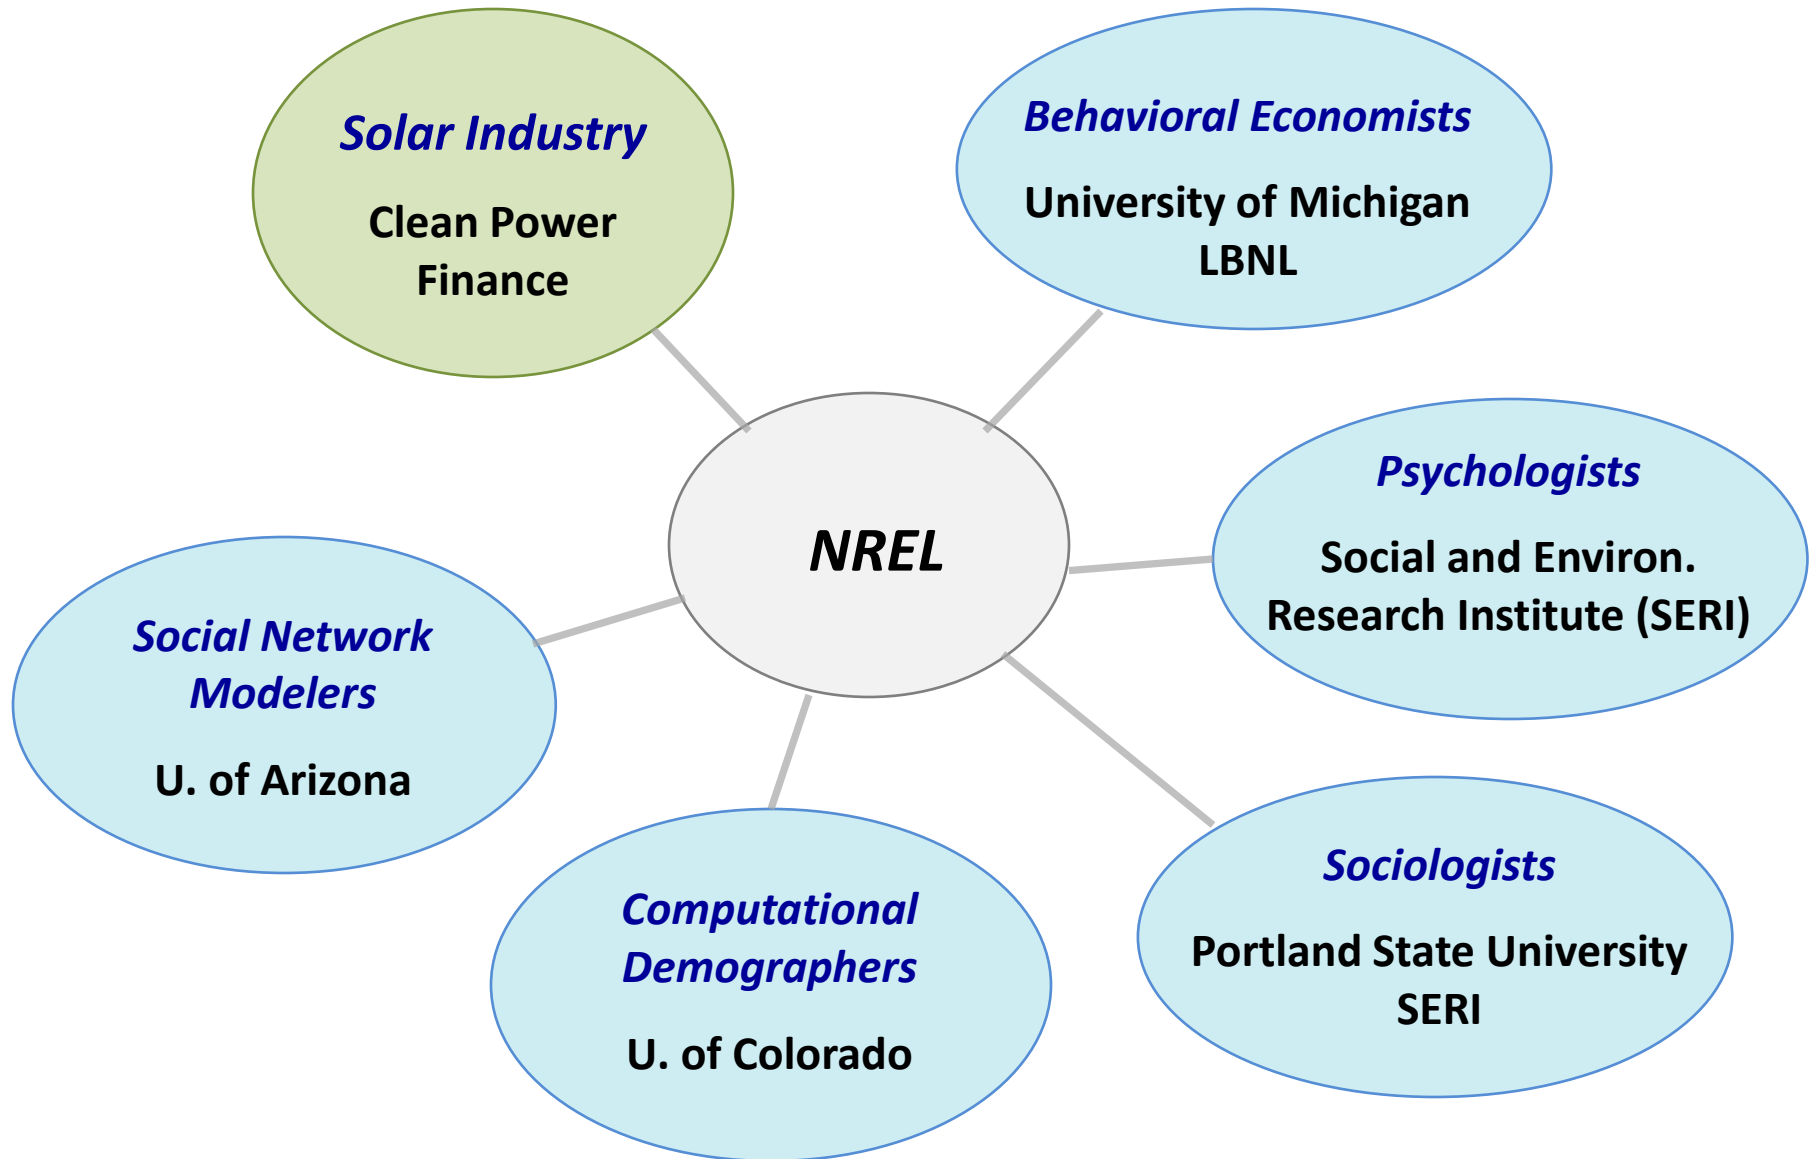 Solar Industry
Clean Power
Finance
Behavioral Economists
University of Michigan
LBNL
Psychologists
Social and Environ.
Research Institute (SERI)
NREL
Social Network
Modelers
U. of Arizona
Computational
Demographers
U. of Colorado
Sociologists
Portland State University
SERI